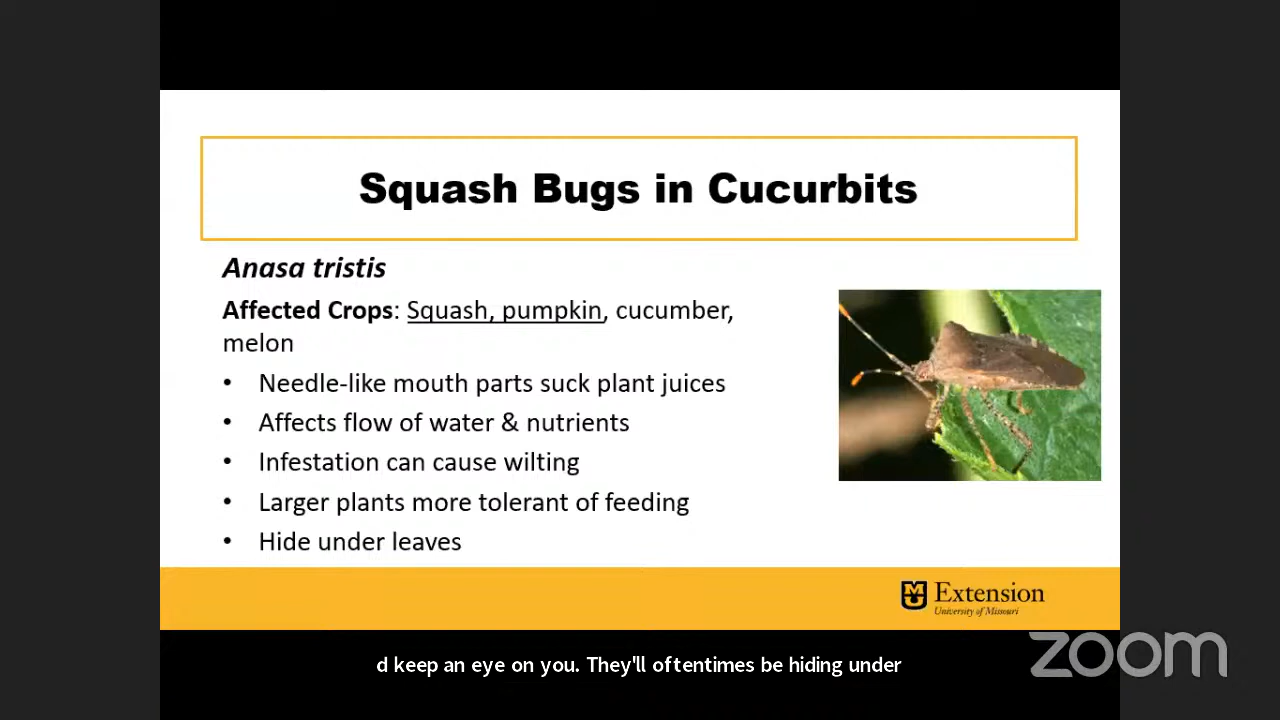 Squash Bugs in Cucurbits
Anasa tristis
Affected Crops: Squash, pumpkin, cucumber,
melon
• Needle-like mouth parts suck plant juices
• Affects flow of water & nutrients
• Infestation can cause wilting
• Larger plants more tolerant of feeding
• Hide under leaves
Extension
University of Missouri
d keep an eye on you. They'll oftentimes be hiding under
zoom